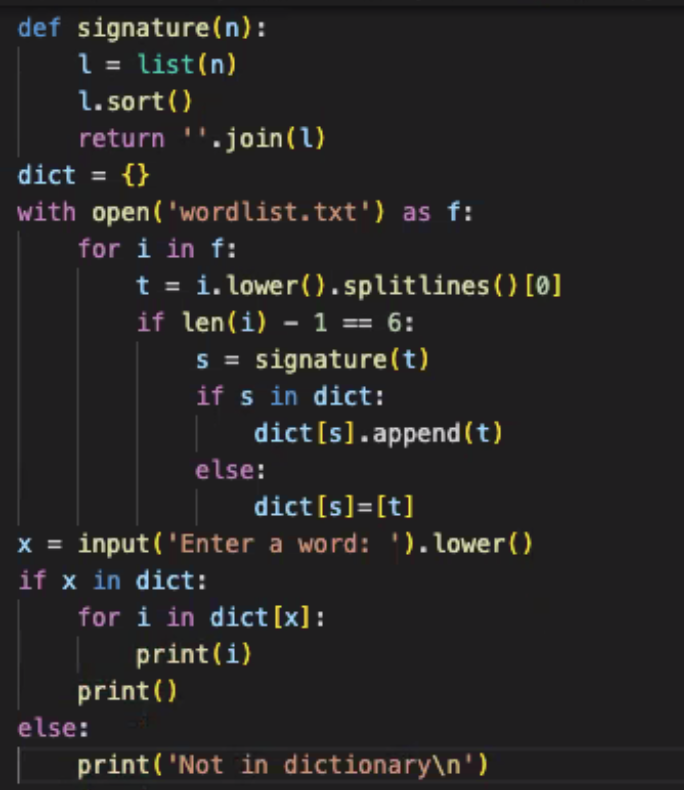 def signature(n):
    l = list(n)
    l.sort()
    return ''.join(l)
dict = {}
with open('wordlist.txt') as f:
    for i in f:
        t = i.lower().splitlines()[0]
        if len(i) - 1 == 6:
            s = signature(t)
            if s in dict:
                dict[s].append(t)
            else:
                dict[s]=[t]
x = input('Enter a word: ').lower()
if x in dict:
    for i in dict[x]:
        print(i)
    print()
else:
    print('Not in dictionary\n')